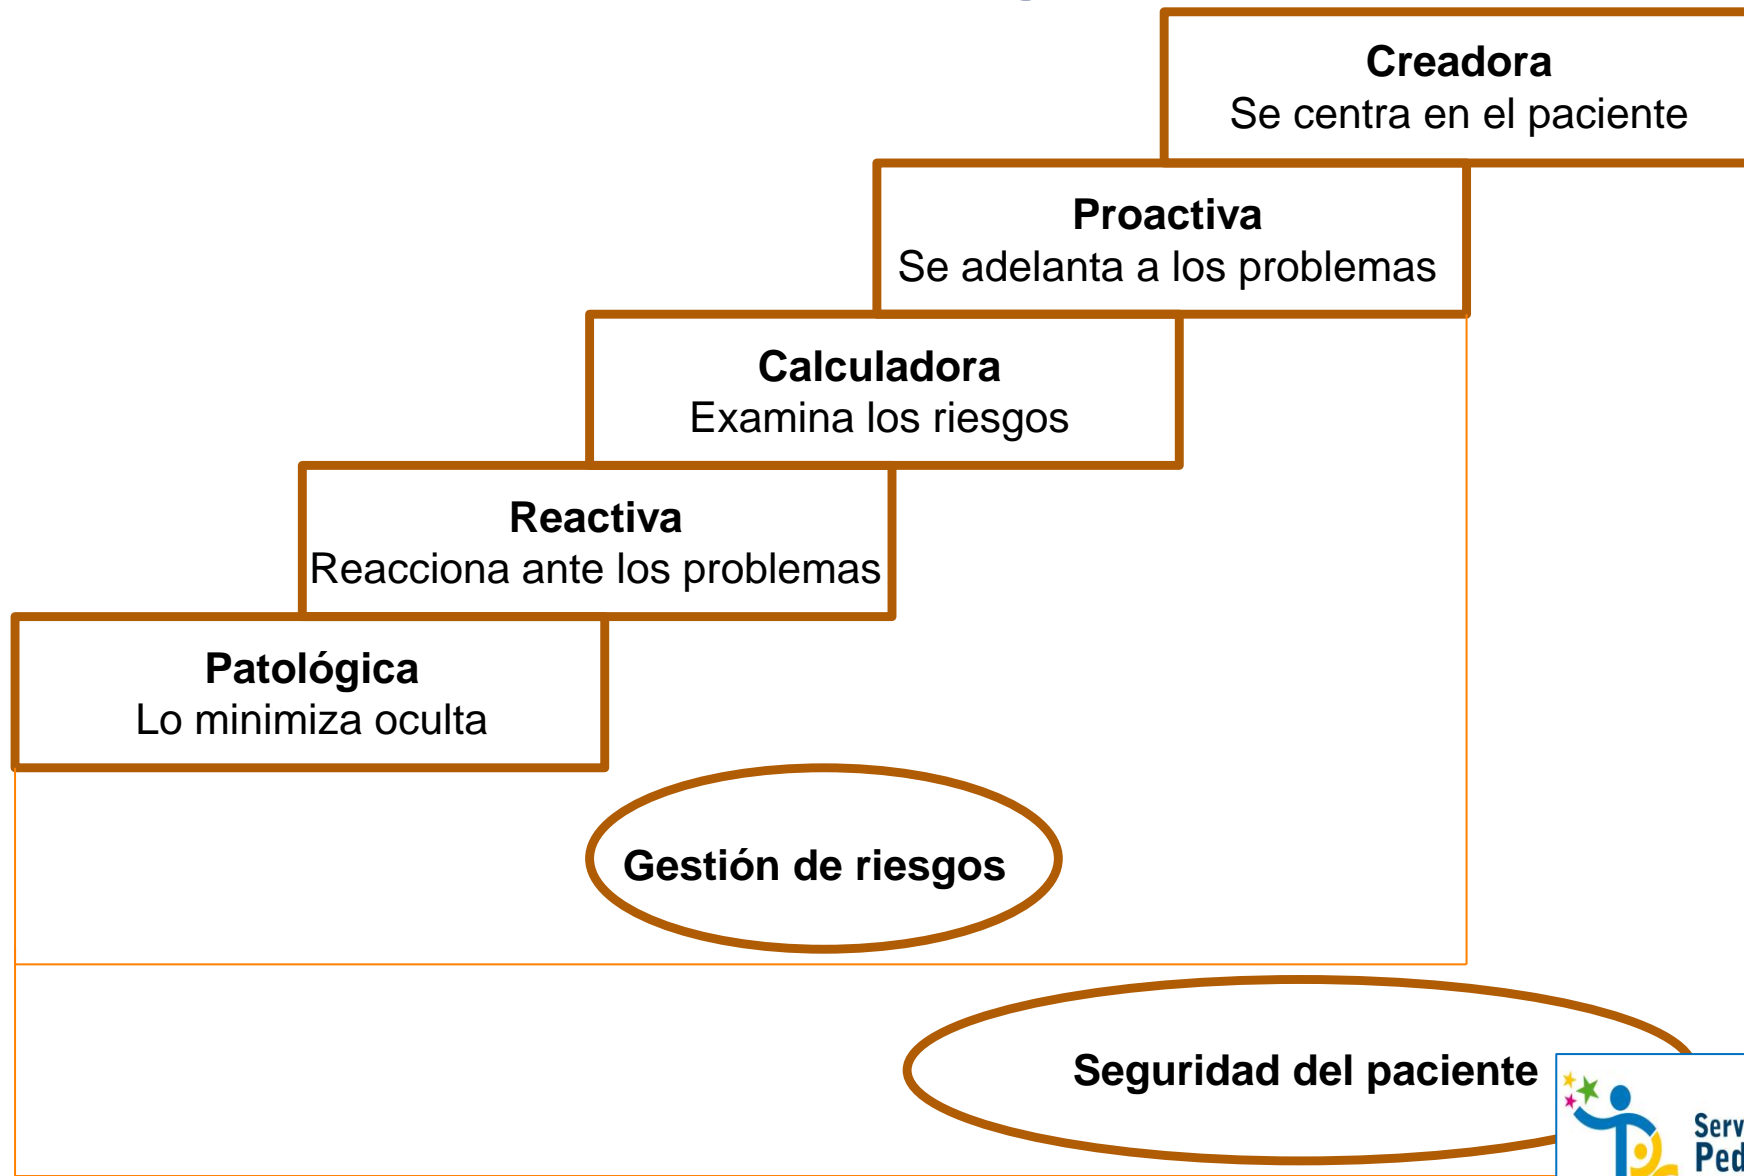 Creadora
Se centra en el paciente
Proactiva
Se adelanta a los problemas
Calculadora
Examina los riesgos
Reactiva
Reacciona ante los problemas
Patológica
Lo minimiza oculta
Gestión de riesgos
Seguridad del paciente